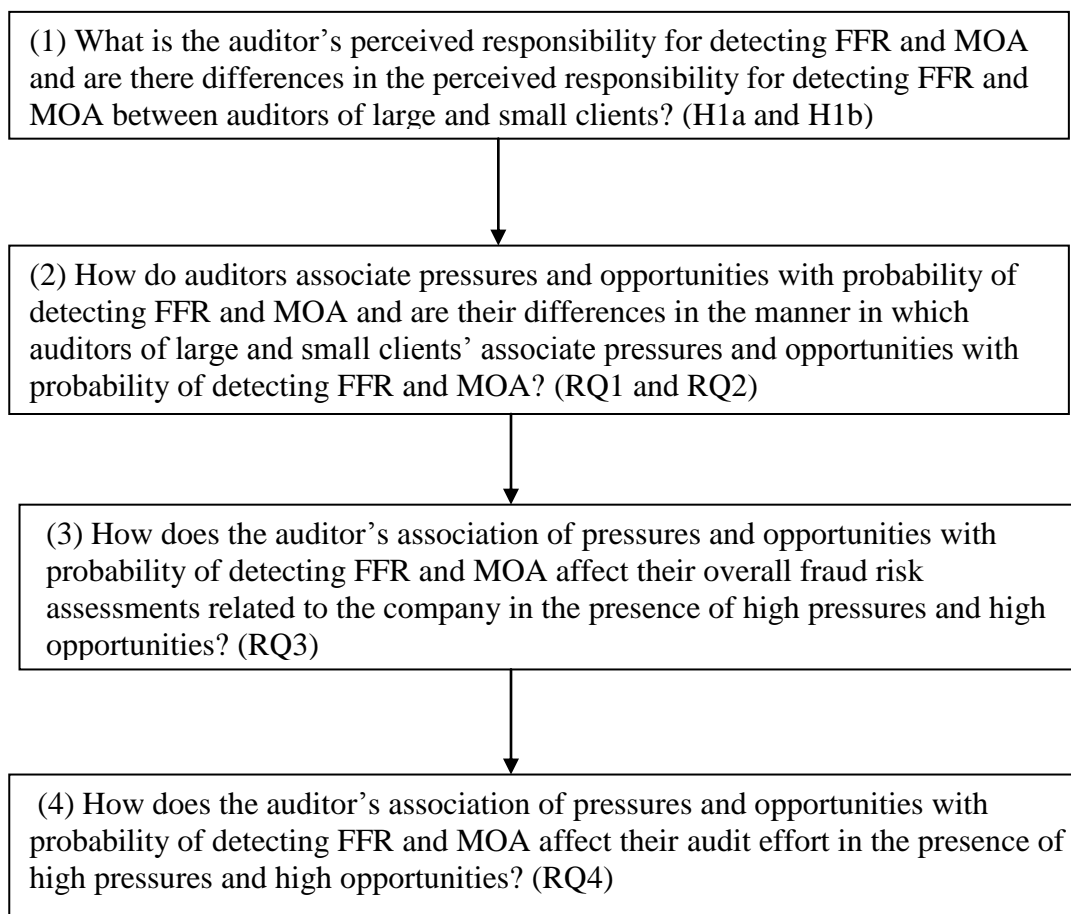 (1) What is the auditor’s perceived responsibility for detecting FFR and MOA
and are there differences in the perceived responsibility for detecting FFR and
MOA between auditors of large and small clients? (H1a and H1b)
(2) How do auditors associate pressures and opportunities with probability of
detecting FFR and MOA and are their differences in the manner in which
auditors of large and small clients’ associate pressures and opportunities with
probability of detecting FFR and MOA? (RQ1 and RQ2)
(3) How does the auditor’s association of pressures and opportunities with
probability of detecting FFR and MOA affect their overall fraud risk
assessments related to the company in the presence of high pressures and high
opportunities? (RQ3)
(4) How does the auditor’s association of pressures and opportunities with
probability of detecting FFR and MOA affect their audit effort in the presence of
high pressures and high opportunities? (RQ4)